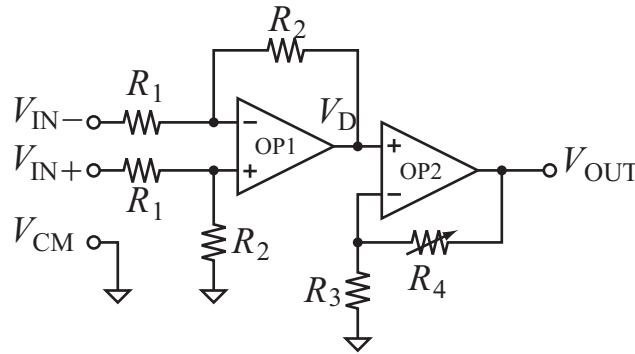 R2
R1
VIN−
−
OP1
VD
+
OP2
VOUT
VIN+
+
R1
−
VCM
R2
R3
R4